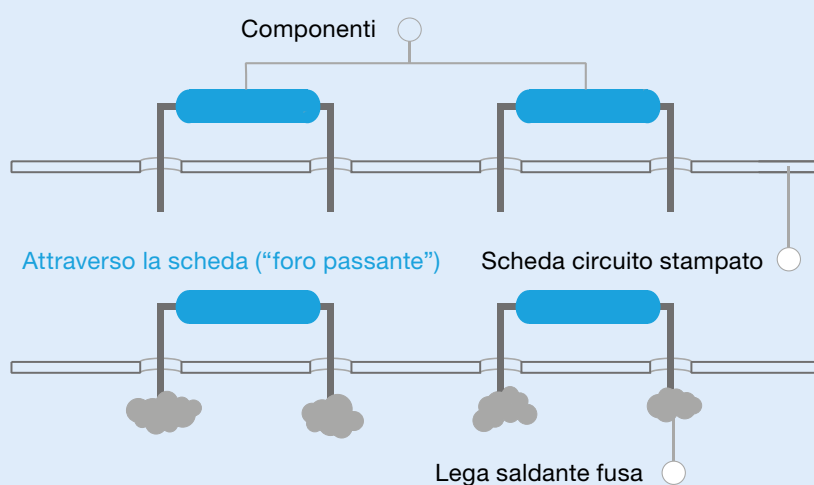 Componenti
Attraverso la scheda (“foro passante”)
Scheda circuito stampato
Lega saldante fusa